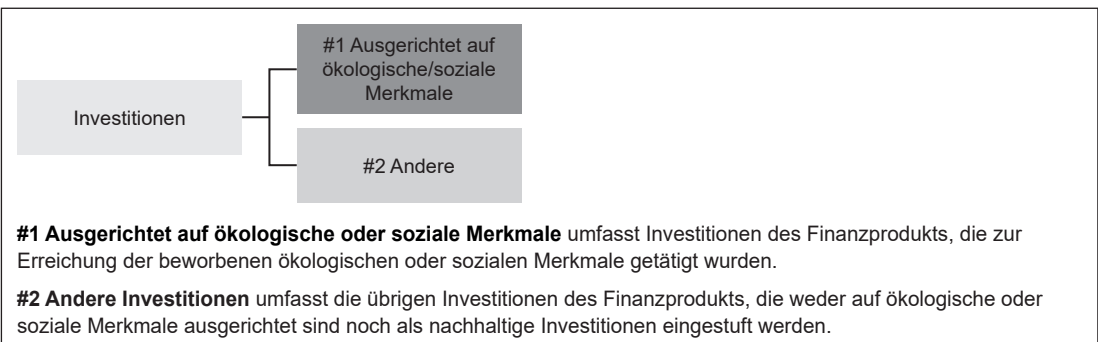 #1 Ausgerichtet auf
ökologische/soziale
Merkmale
Investitionen
#2 Andere
#1 Ausgerichtet auf ökologische oder soziale Merkmale umfasst Investitionen des Finanzprodukts, die zur
Erreichung der beworbenen ökologischen oder sozialen Merkmale getätigt wurden.
#2 Andere Investitionen umfasst die übrigen Investitionen des Finanzprodukts, die weder auf ökologische oder
soziale Merkmale ausgerichtet sind noch als nachhaltige Investitionen eingestuft werden.